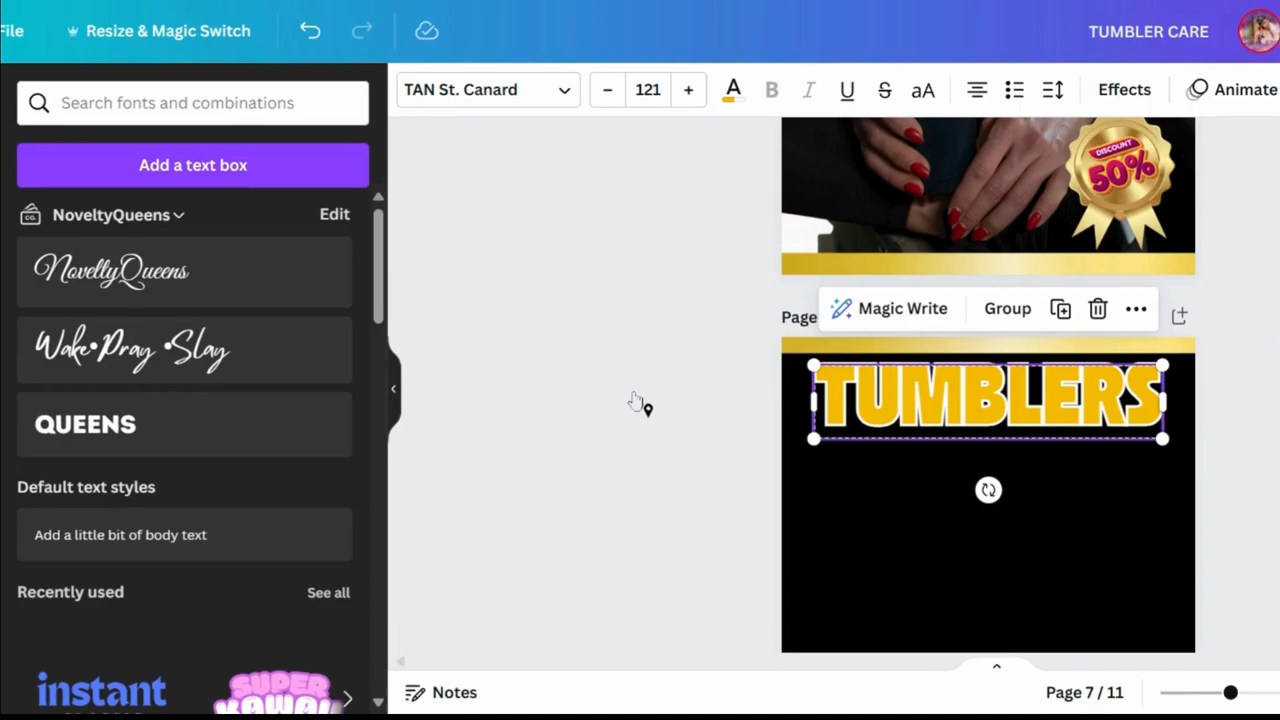 File
Resize & Magic Switch
TUMBLER CARE
Search fonts and combinations
TAN St. Canard
121
Effects
Animate
Add a text box
NoveltyQueens
Edit
CO.
NoveltyQueens
Wake•Pray •Slay
QUEENS
Default text styles
Add a little bit of body text
Recently used
See all
instant
SUPER
KAWAII
DISCOUNT
50%
Page
Magic Write
Group
TUMBLERS
Notes
Page 7 / 11